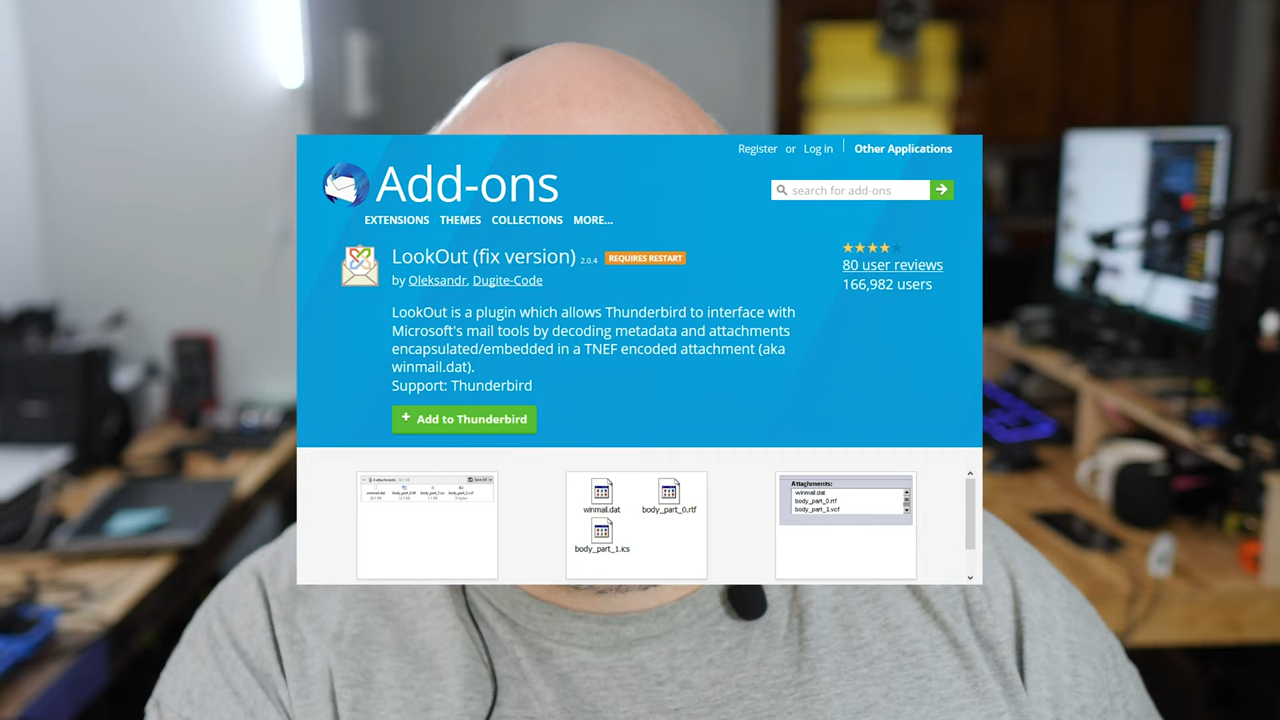 Register or Log in Other Applications
Add-ons
search for add-ons
EXTENSIONS THEMES COLLECTIONS MORE...
LookOut (fix version) 2.0.4 REQUIRES RESTART
by Oleksandr, Dugite-Code
80 user reviews
166,982 users
LookOut is a plugin which allows Thunderbird to interface with
Microsoft's mail tools by decoding metadata and attachments
encapsulated/embedded in a TNEF encoded attachment (aka
winmail.dat).
Support: Thunderbird
+ Add to Thunderbird
winmail.dat body_part_0.rtf
body_part_1.ics
Attachments:
winmail.dat
body_part_0.rtf
body_part_1.vcf